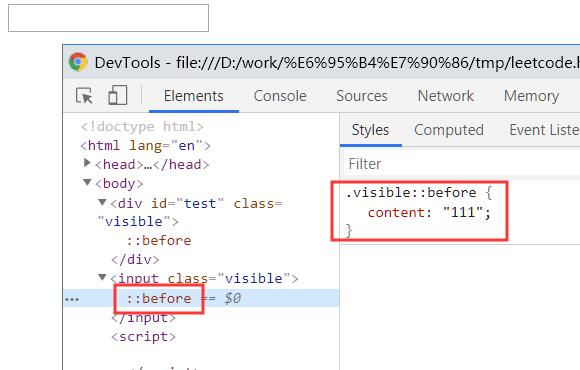 DevTools - file:///D:/work/%E6%95%B4%E7%90%86/tmp/leetcode.h
Elements Console Sources Network Memory
<!doctype html>
<html lang="en">
<head>…</head>
<body>
<div id="test" class=
"visible">
::before
</div>
<input class="visible">
... ::before == $0
</input>
<script>
Styles Computed Event Liste
Filter
.visible::before {
content: "111";
}